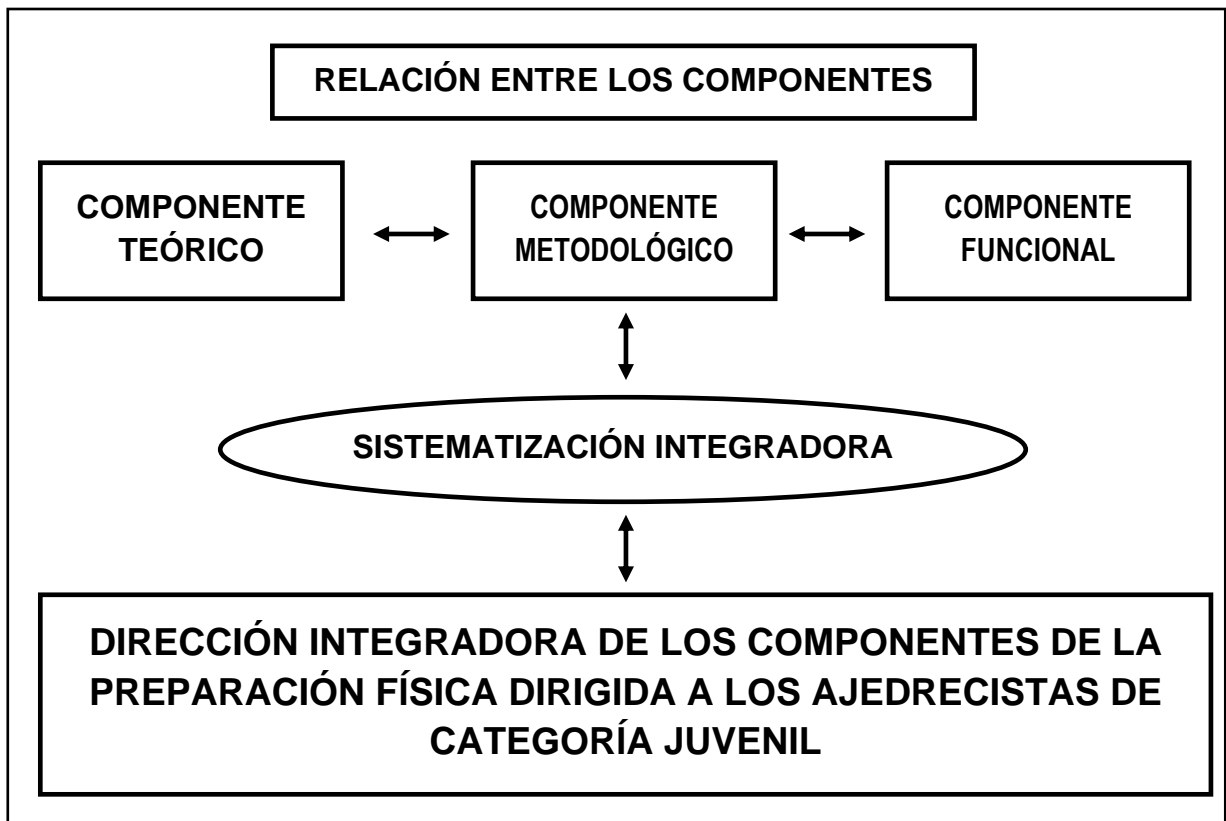 RELACIÓN ENTRE LOS COMPONENTES
COMPONENTE
TEÓRICO
COMPONENTE
METODOLÓGICO
COMPONENTE
FUNCIONAL
SISTEMATIZACIÓN INTEGRADORA
DIRECCIÓN INTEGRADORA DE LOS COMPONENTES DE LA
PREPARACIÓN FÍSICA DIRIGIDA A LOS AJEDRECISTAS DE
CATEGORÍA JUVENIL